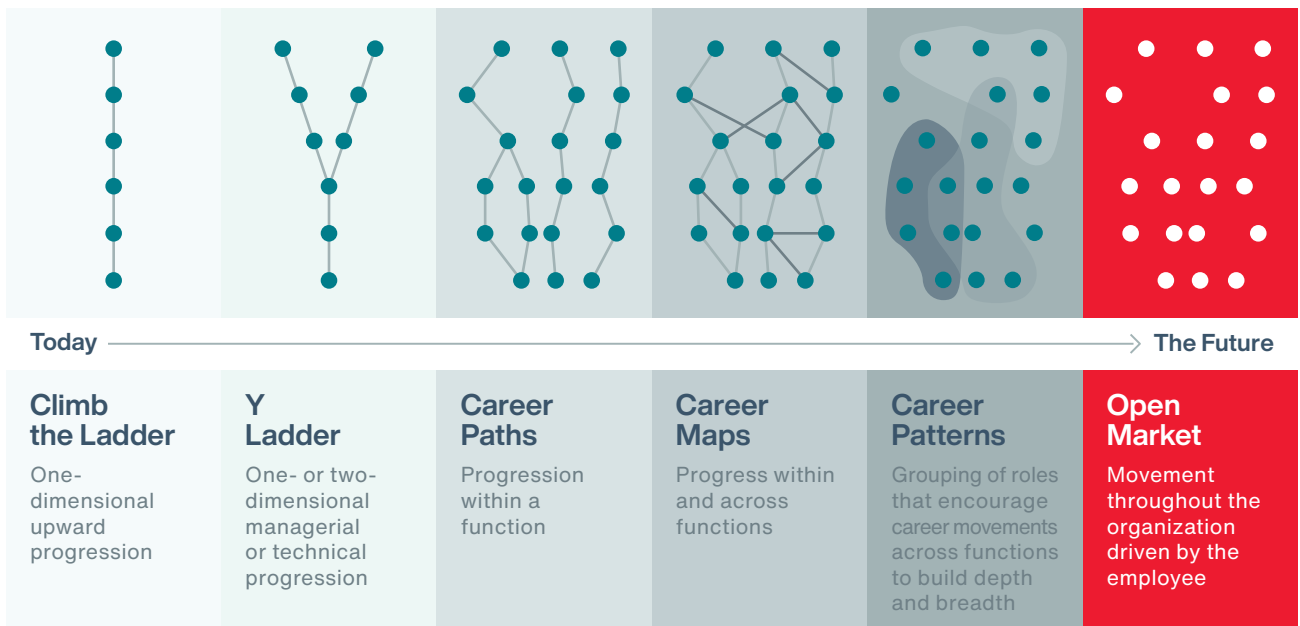 Today
The Future
Climb
the Ladder
One-
dimensional
upward
progression
Y
Ladder
One- or two-
dimensional
managerial
or technical
progression
Career
Paths
Progression
within a
function
Career
Maps
Progress within
and across
functions
Career
Patterns
Grouping of roles
that encourage
career movements
across functions
to build depth
and breadth
Open
Market
Movement
throughout the
organization
driven by the
employee